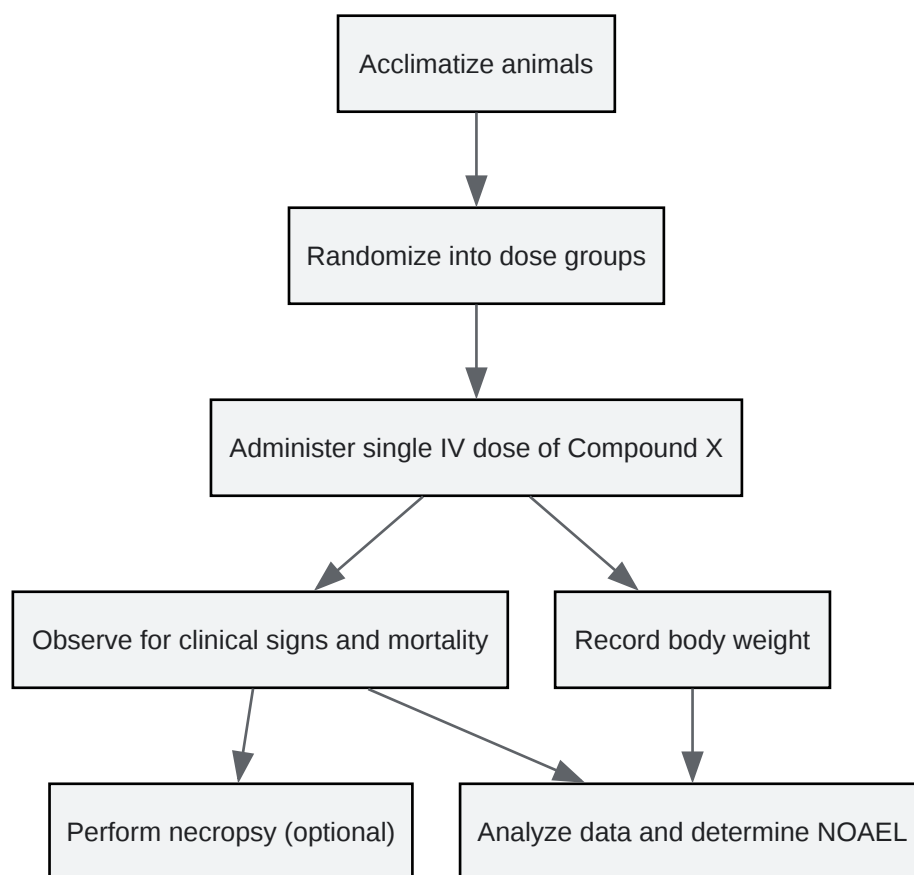 Acclimatize animals
Randomize into dose groups
Administer single IV dose of Compound X
Observe for clinical signs and mortality
Record body weight
Perform necropsy (optional)
Analyze data and determine NOAEL